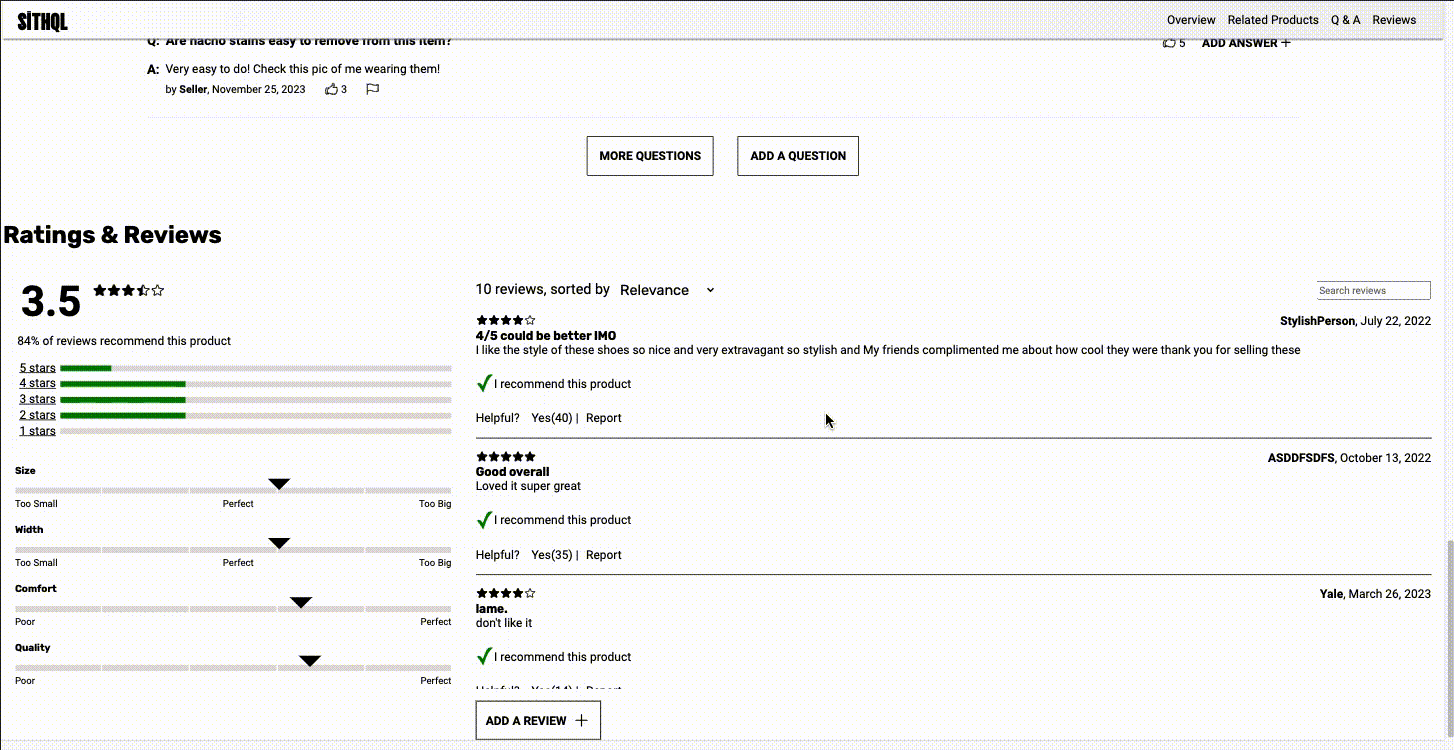 SITHQL
Overview Related Products Q & A Reviews
Q: Are nacho stains easy to remove from this item?
5 ADD ANSWER
A: Very easy to do! Check this pic of me wearing them!
by Seller, November 25, 2023 3
MORE QUESTIONS ADD A QUESTION
Ratings & Reviews
3.5
84% of reviews recommend this product
5 stars
4 stars
3 stars
2 stars
1 stars
Size
Too Small Perfect Too Big
Width
Too Small Perfect Too Big
Comfort
Poor Perfect
Quality
Poor Perfect
10 reviews, sorted by Relevance
Search reviews
StylishPerson, July 22, 2022
4/5 could be better IMO
I like the style of these shoes so nice and very extravagant so stylish and My friends complimented me about how cool they were thank you for selling these
I recommend this product
Helpful? Yes(40) | Report
ASDDFSDFS, October 13, 2022
Good overall
Loved it super great
I recommend this product
Helpful? Yes(35) | Report
Yale, March 26, 2023
lame.
don't like it
I recommend this product
Helpful? Yes(14) | Report
ADD A REVIEW